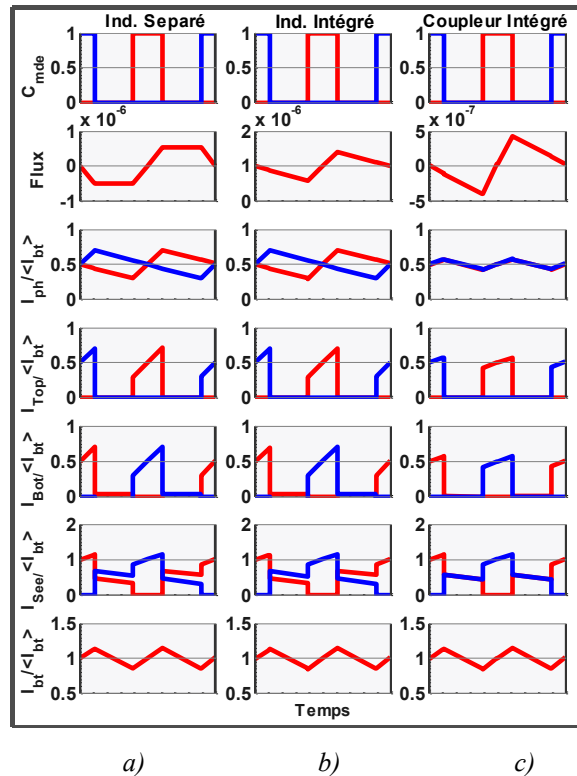 Ind. Separé Ind. Intégré Coupleur Intégré
C_mde
1 1 1
0.5 0.5 0.5
0 0 0
x 10^-6 x 10^-6 x 10^-7
Flux
1 2 5
0 1 0
-1 0 -5
I_ph/<I_bt>
1 1 1
0.5 0.5 0.5
0 0 0
I_Top/<I_bt>
1 1 1
0.5 0.5 0.5
0 0 0
I_Bot/<I_bt>
1 1 1
0.5 0.5 0.5
0 0 0
I_See/<I_bt>
2 2 2
1 1 1
0 0 0
I_bt/<I_bt>
1.5 1.5 1.5
1 1 1
0.5 0.5 0.5
Temps
a) b) c)